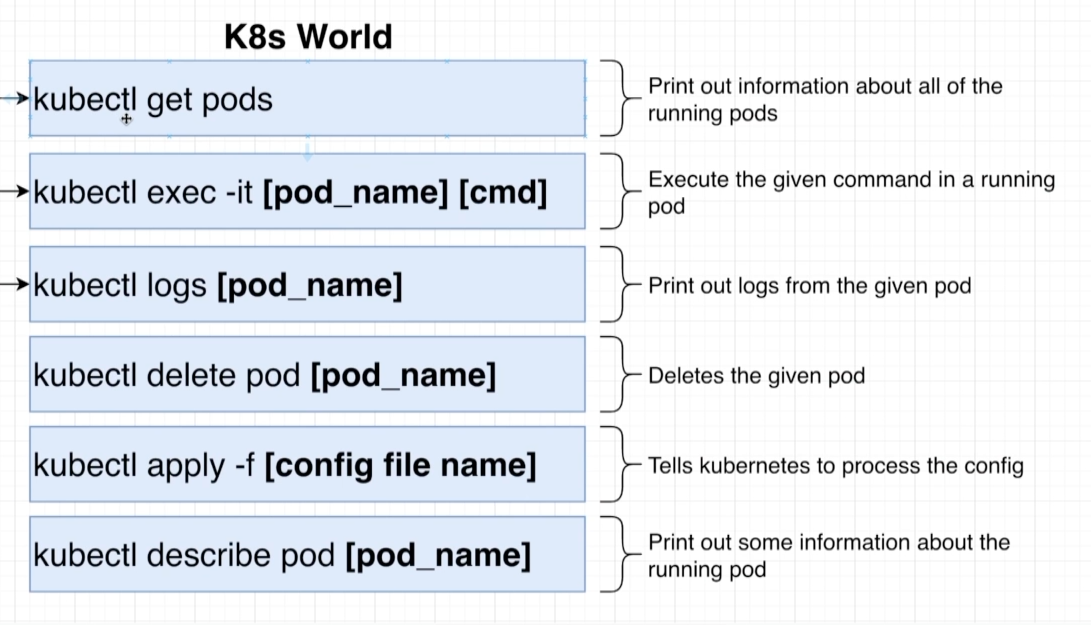 K8s World
kubectl get pods
Print out information about all of the
running pods
kubectl exec -it [pod_name] [cmd]
Execute the given command in a running
pod
kubectl logs [pod_name]
Print out logs from the given pod
kubectl delete pod [pod_name]
Deletes the given pod
kubectl apply -f [config file name]
Tells kubernetes to process the config
kubectl describe pod [pod_name]
Print out some information about the
running pod